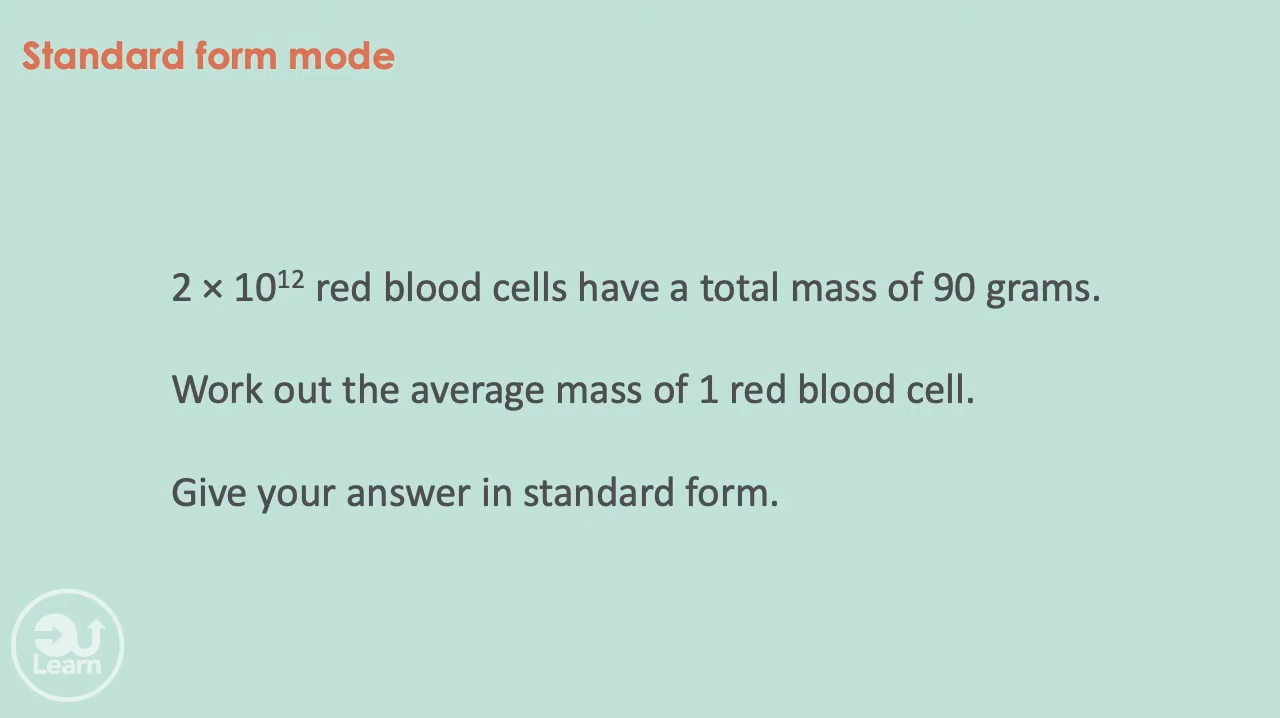 Standard form mode
2 × 10¹² red blood cells have a total mass of 90 grams.
Work out the average mass of 1 red blood cell.
Give your answer in standard form.
Learn